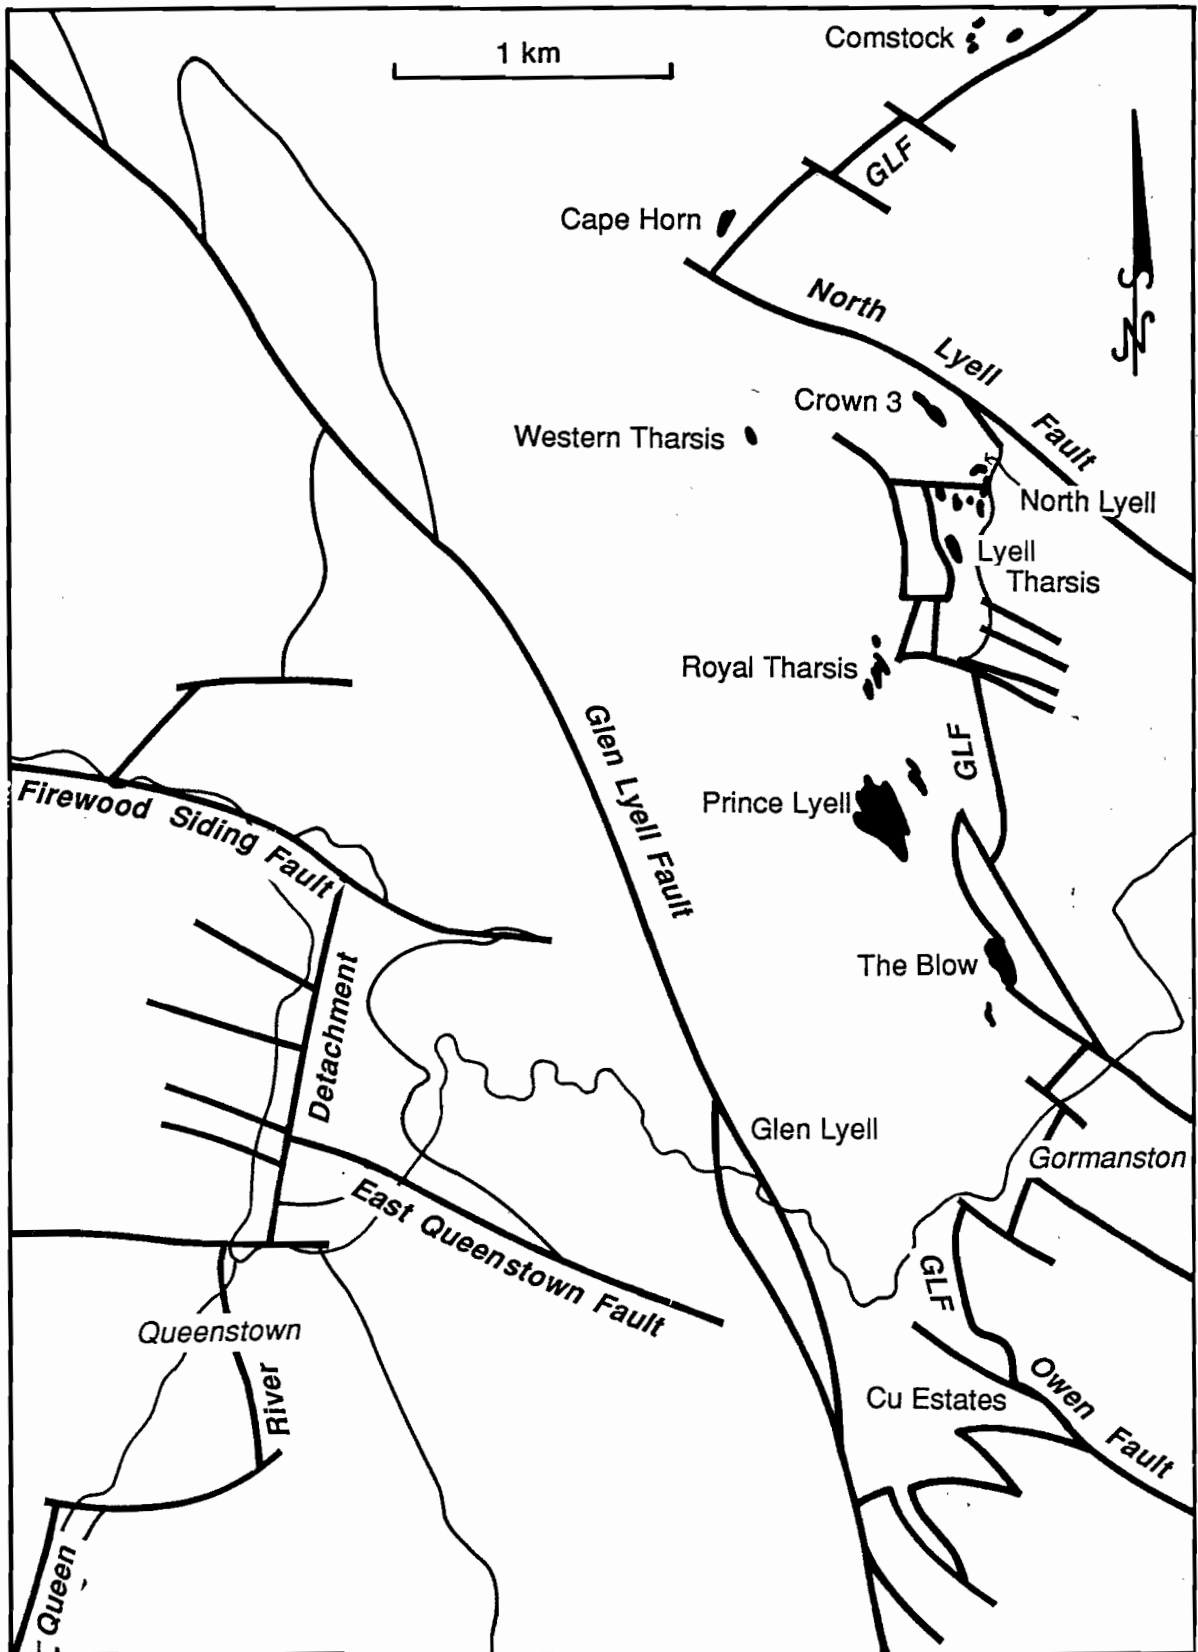 Comstock
1 km
GLF
Cape Horn
North
Lyell
Fault
Crown 3
Western Tharsis
North Lyell
Lyell
Tharsis
Royal Tharsis
Glen Lyell Fault
GLF
Prince Lyell
Firewood Siding Fault
The Blow
Detachment
Glen Lyell
Gormanston
East Queenstown Fault
GLF
Queenstown
River
Owen Fault
Cu Estates
Queen